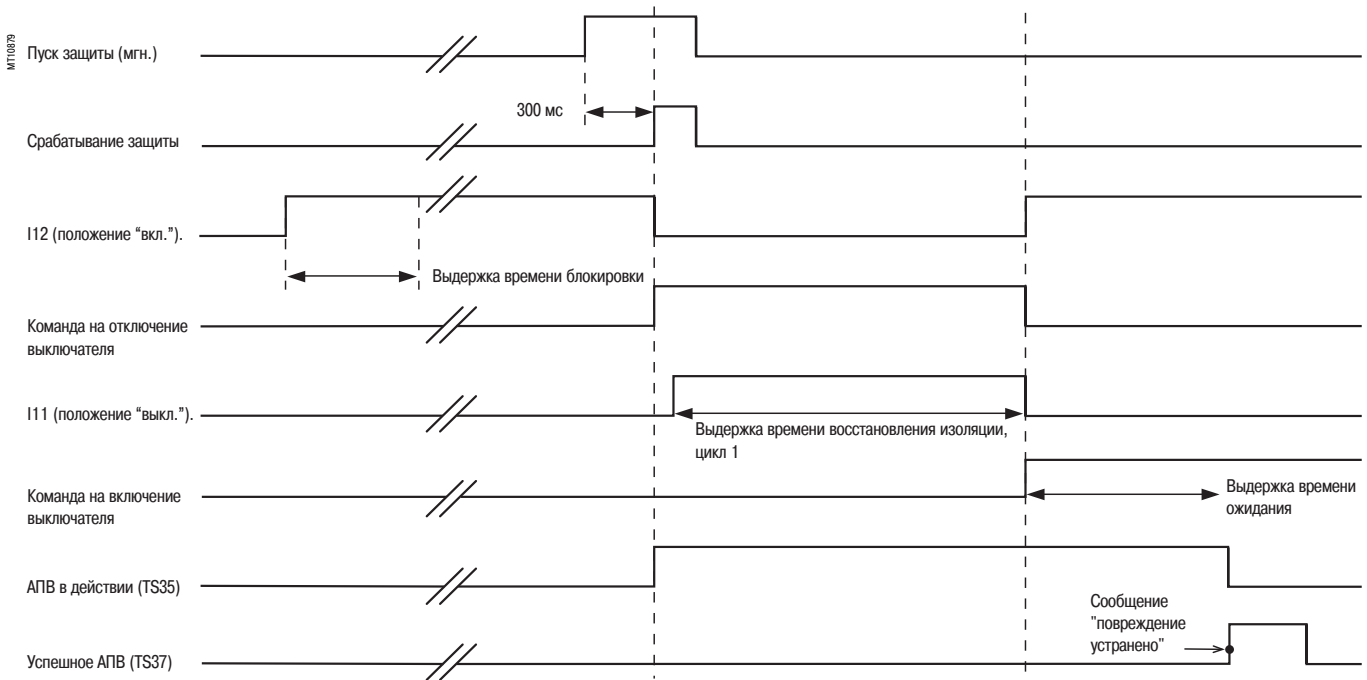 MT10879
Пуск защиты (мгн.)
300 мс
Срабатывание защиты
I12 (положение “вкл.”).
Выдержка времени блокировки
Команда на отключение
выключателя
I11 (положение “выкл.”).
Выдержка времени восстановления изоляции,
цикл 1
Команда на включение
выключателя
Выдержка времени
ожидания
АПВ в действии (TS35)
Сообщение
"повреждение
устранено"
Успешное АПВ (TS37)